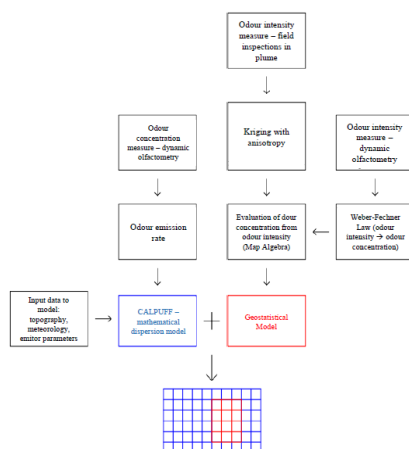 Odour intensity
measure – field
inspections in
plume
Odour
concentration
measure – dynamic
olfactometry
Kriging with
anisotropy
Odour intensity
measure –
dynamic
olfactometry
Odour emission
rate
Evaluation of dour
concentration from
odour intensity
(Map Algebra)
Weber-Fechner
Law (odour
intensity → odour
concentration)
Input data to
model:
topography,
meteorology,
emitor parameters
CALPUFF –
mathematical
dispersion model
+
Geostatistical
Model